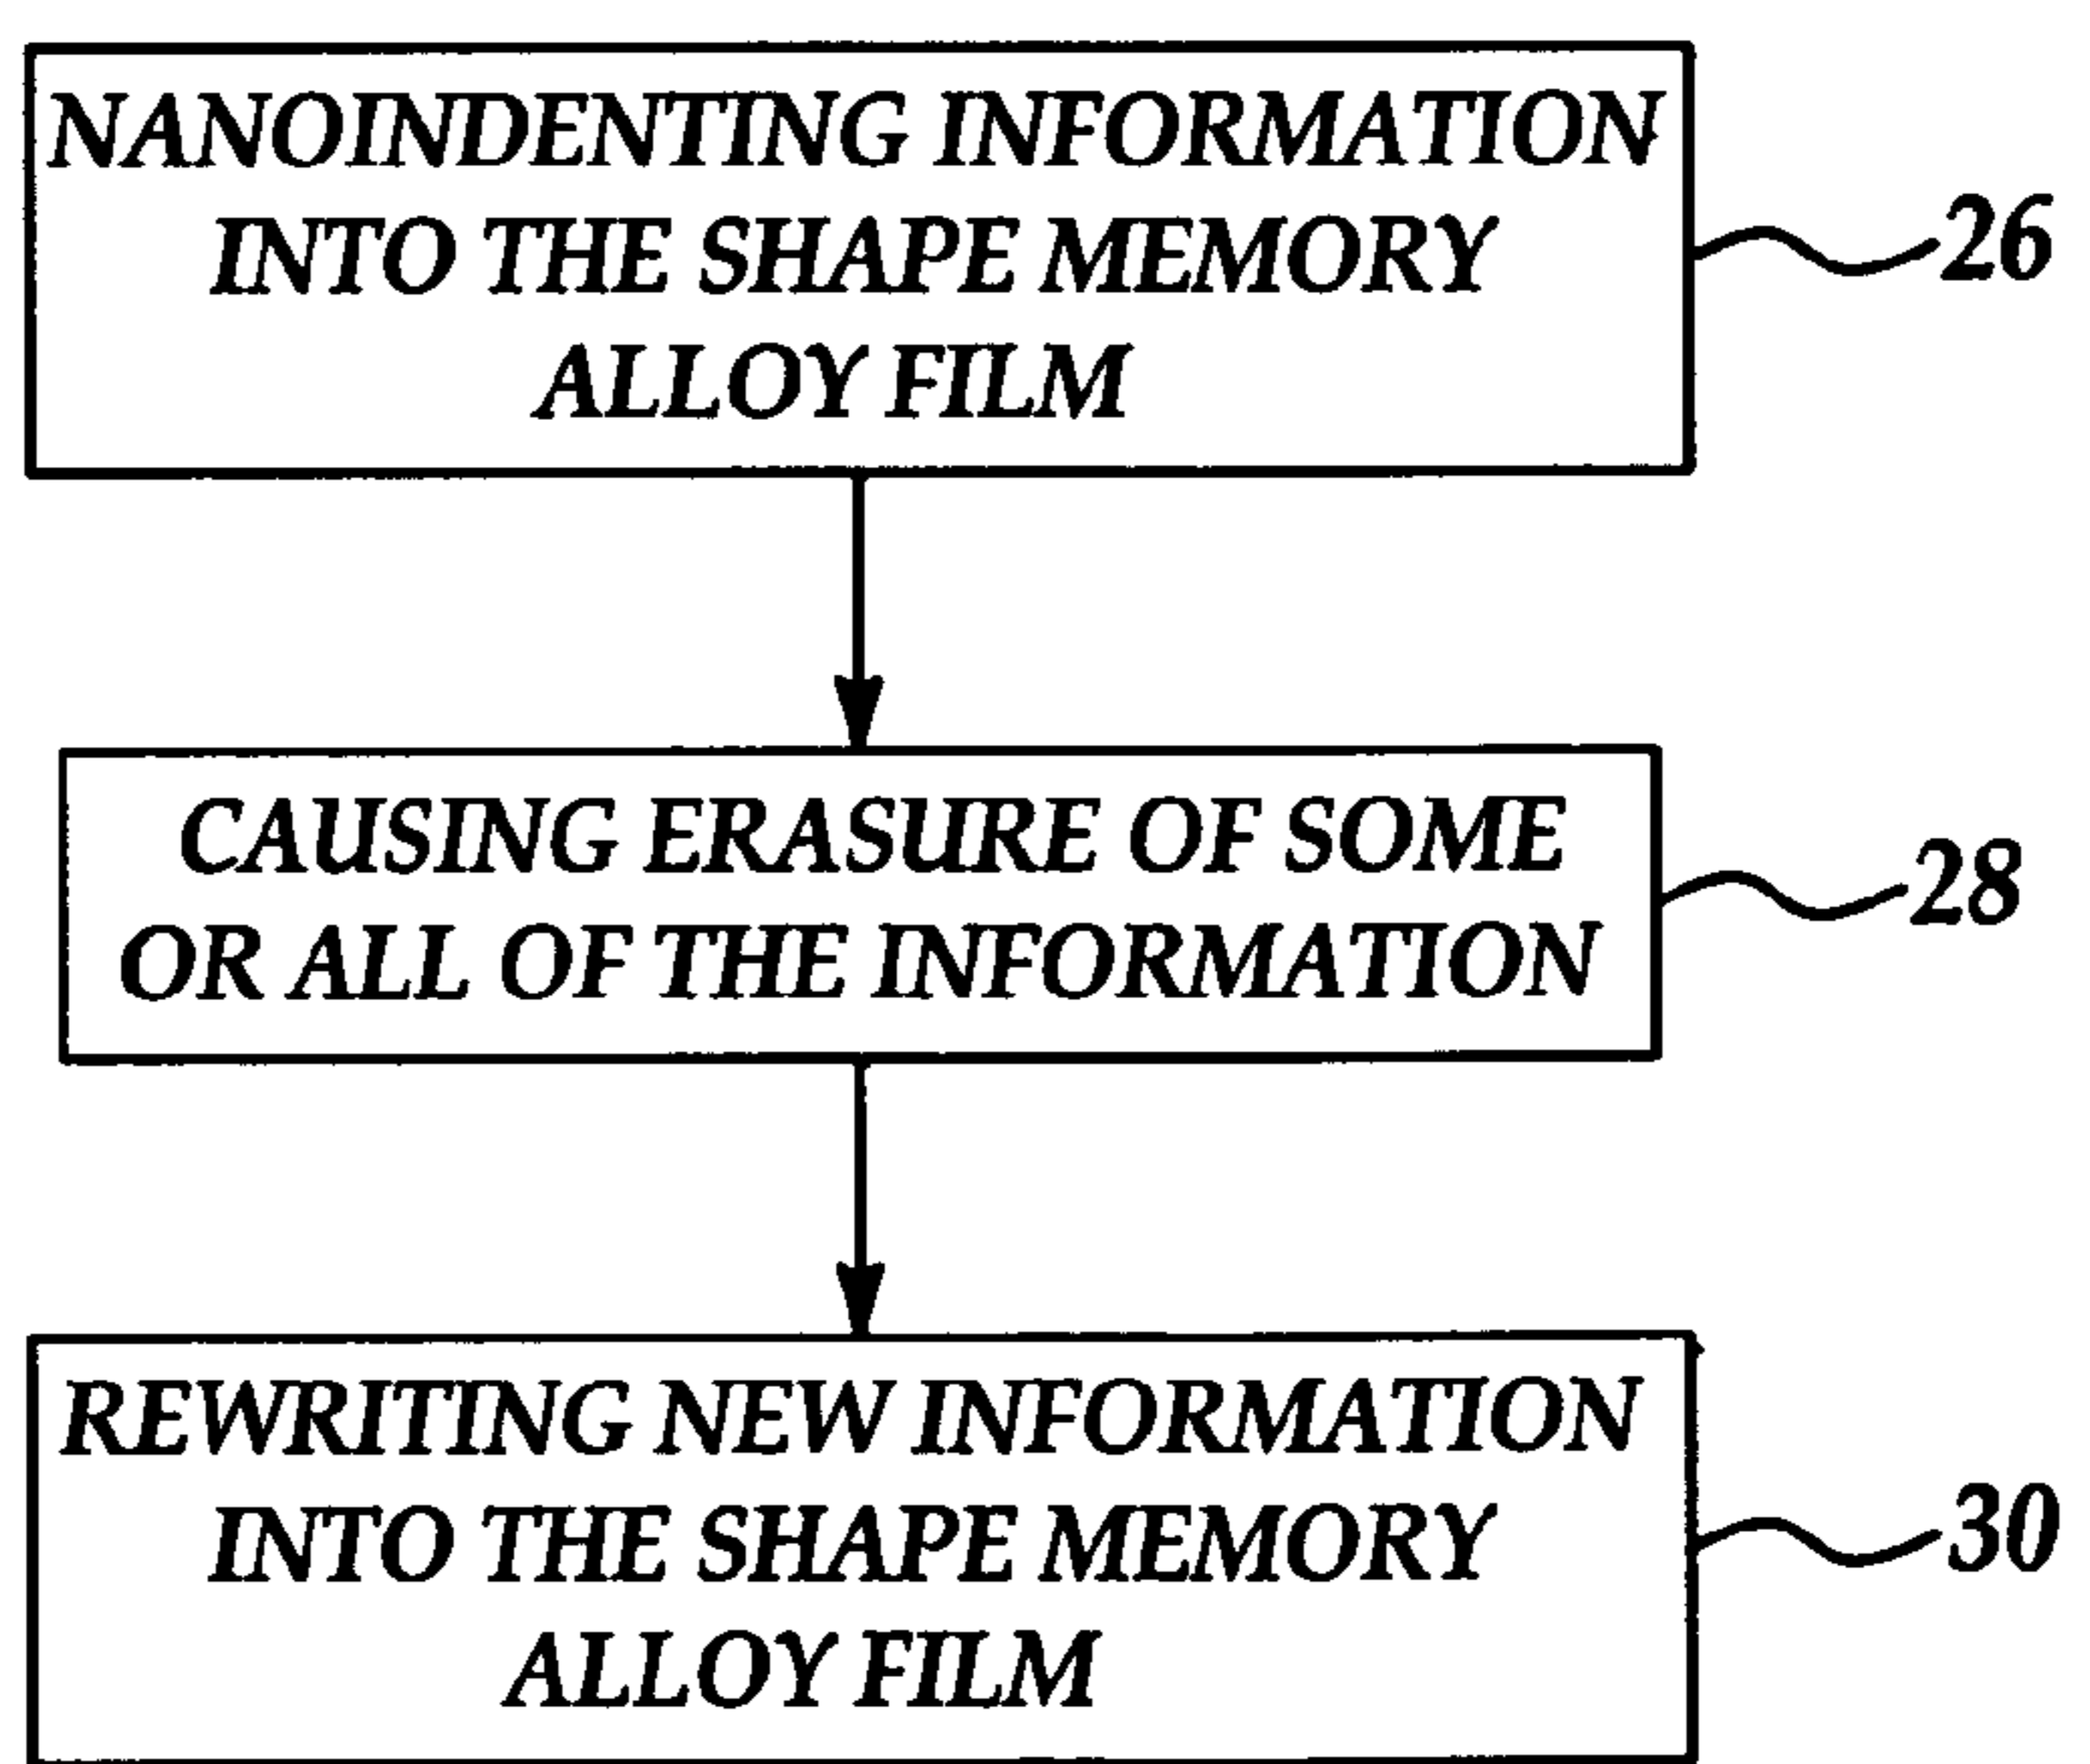 NANOINDENTING INFORMATION
INTO THE SHAPE MEMORY
ALLOY FILM
26
CAUSING ERASURE OF SOME
OR ALL OF THE INFORMATION
28
REWRITING NEW INFORMATION
INTO THE SHAPE MEMORY
ALLOY FILM
30